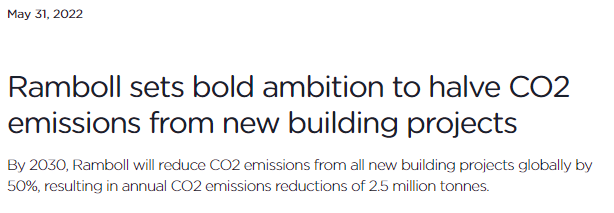 May 31, 2022
Ramboll sets bold ambition to halve CO2
emissions from new building projects
By 2030, Ramboll will reduce CO2 emissions from all new building projects globally by
50%, resulting in annual CO2 emissions reductions of 2.5 million tonnes.